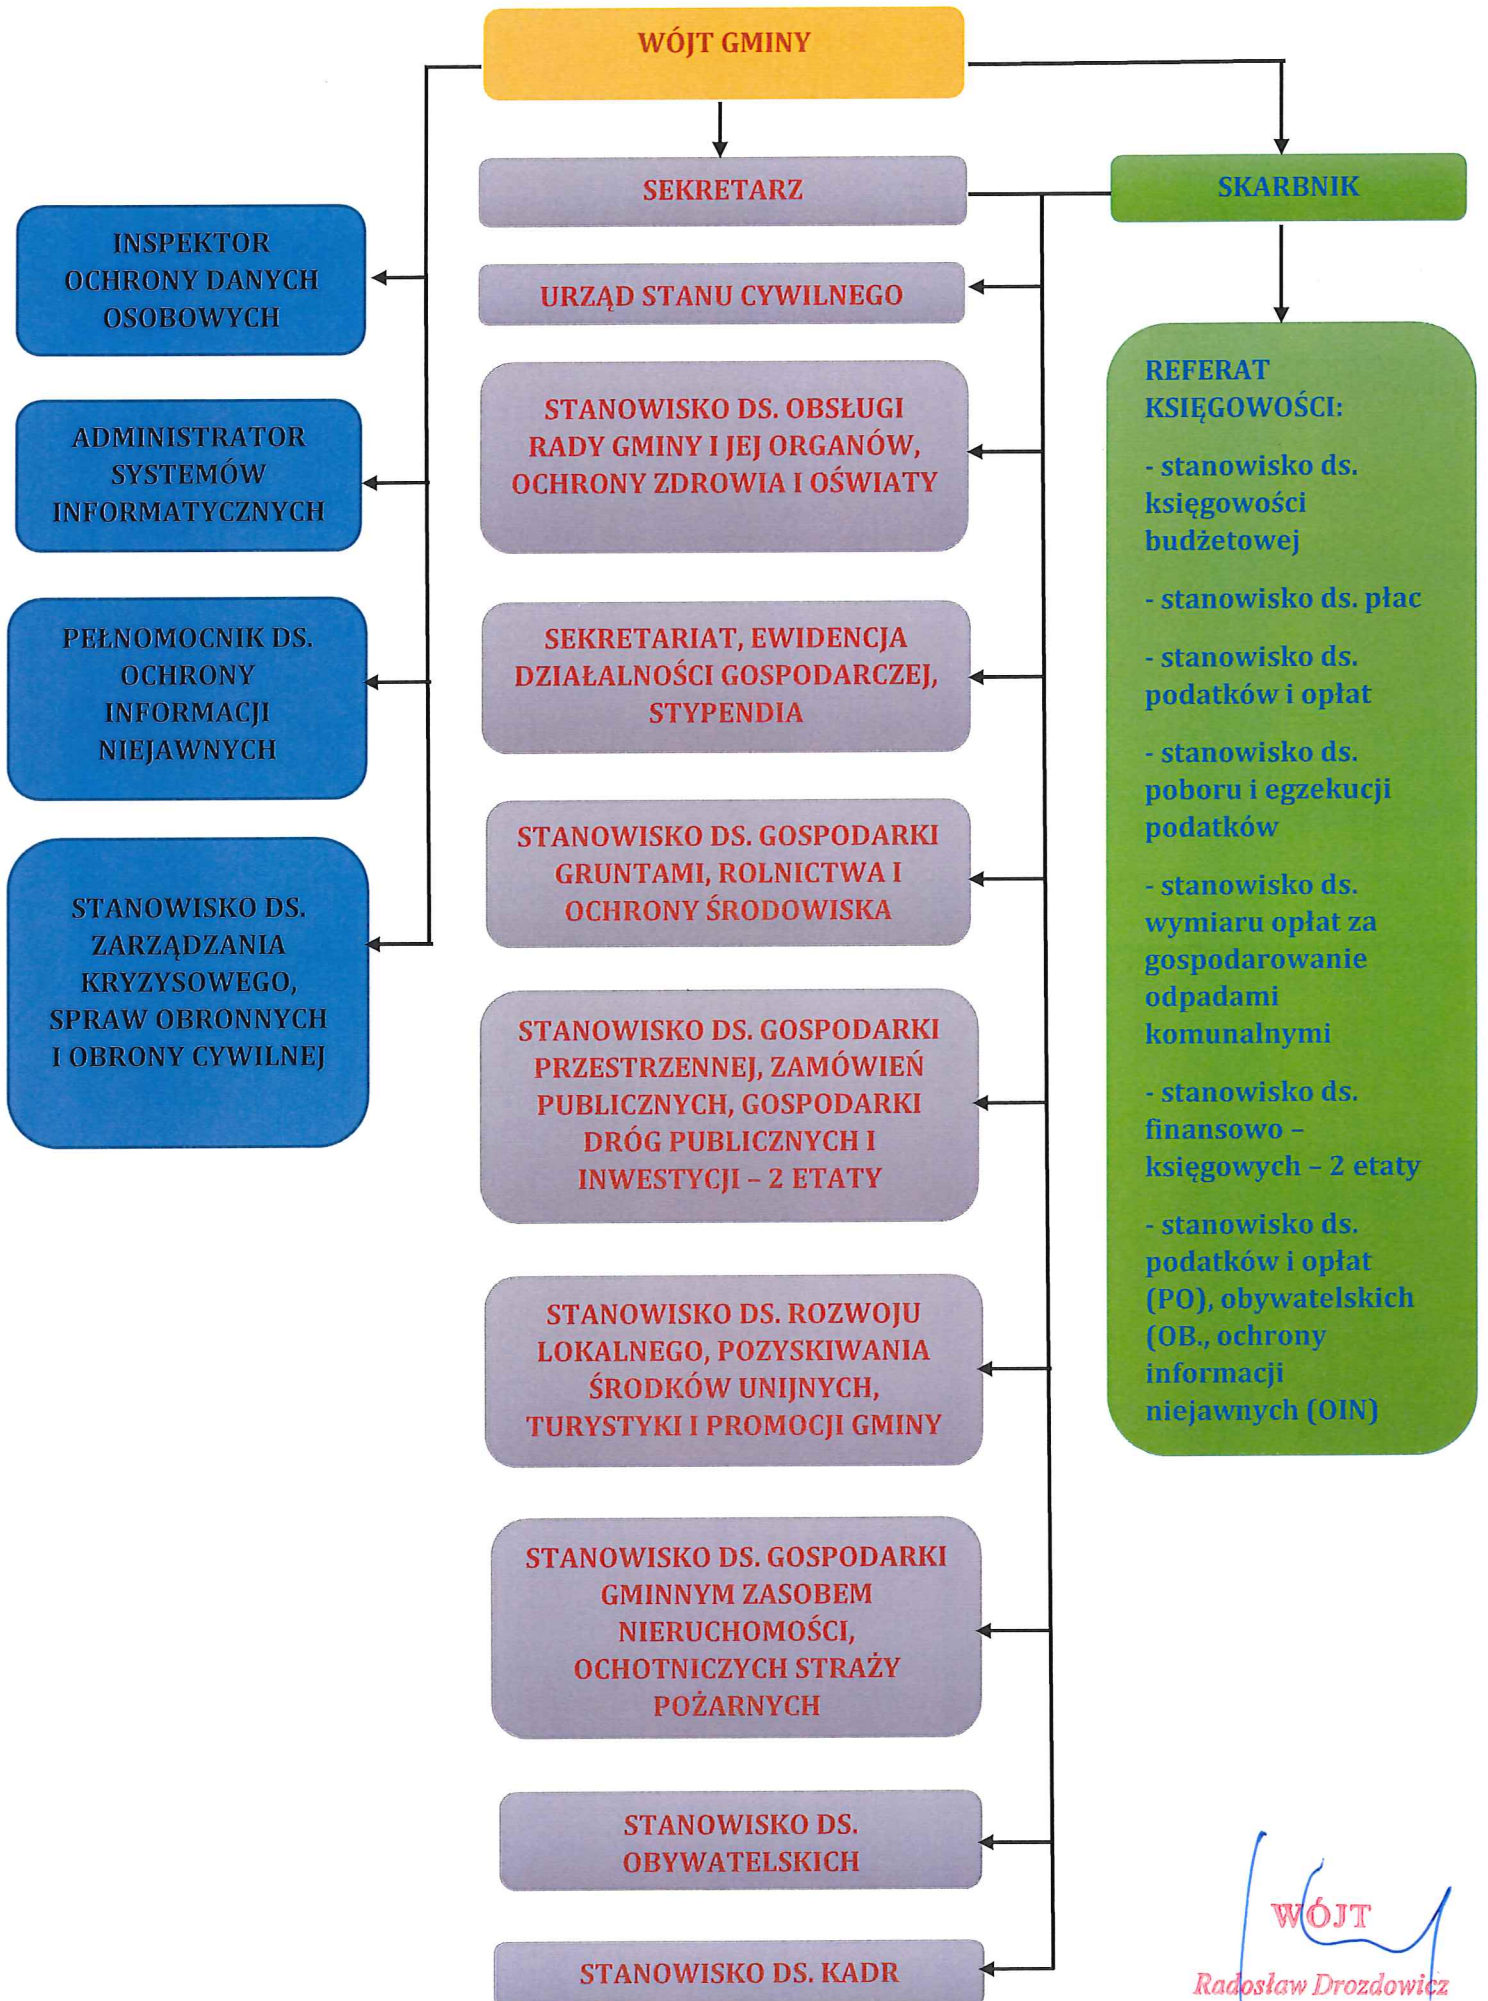 WÓJT GMINY
SEKRETARZ
SKARBNIK
INSPEKTOR
OCHRONY DANYCH
OSOBOWYCH
ADMINISTRATOR
SYSTEMÓW
INFORMATYCZNYCH
PEŁNOMOCNIK DS.
OCHRONY
INFORMACJI
NIEJAWNYCH
STANOWISKO DS.
ZARZĄDZANIA
KRYZYSOWEGO,
SPRAW OBRONNYCH
I OBRONY CYWILNEJ
URZĄD STANU CYWILNEGO
STANOWISKO DS. OBSŁUGI
RADY GMINY I JEJ ORGANÓW,
OCHRONY ZDROWIA I OŚWIATY
SEKRETARIAT, EWIDENCJA
DZIAŁALNOŚCI GOSPODARCZEJ,
STYPENDIA
STANOWISKO DS. GOSPODARKI
GRUNTAMI, ROLNICTWA I
OCHRONY ŚRODOWISKA
STANOWISKO DS. GOSPODARKI
PRZESTRZENNEJ, ZAMÓWIEŃ
PUBLICZNYCH, GOSPODARKI
DRÓG PUBLICZNYCH I
INWESTYCJI – 2 ETATY
STANOWISKO DS. ROZWOJU
LOKALNEGO, POZYSKIWANIA
ŚRODKÓW UNIJNYCH,
TURYSTYKI I PROMOCJI GMINY
STANOWISKO DS. GOSPODARKI
GMINNYM ZASOBEM
NIERUCHOMOŚCI,
OCHOTNICZYCH STRAŻY
POŻARNYCH
STANOWISKO DS.
OBYWATELSKICH
STANOWISKO DS. KADR
REFERAT
KSIĘGOWOŚCI:
- stanowisko ds.
księgowości
budżetowej
- stanowisko ds. płac
- stanowisko ds.
podatków i opłat
- stanowisko ds.
poboru i egzekucji
podatków
- stanowisko ds.
wymiaru opłat za
gospodarowanie
odpadami
komunalnymi
- stanowisko ds.
finansowo –
księgowych – 2 etaty
- stanowisko ds.
podatków i opłat
(PO), obywatelskich
(OB., ochrony
informacji
niejawnych (OIN)
WÓJT
Radosław Drozdowicz